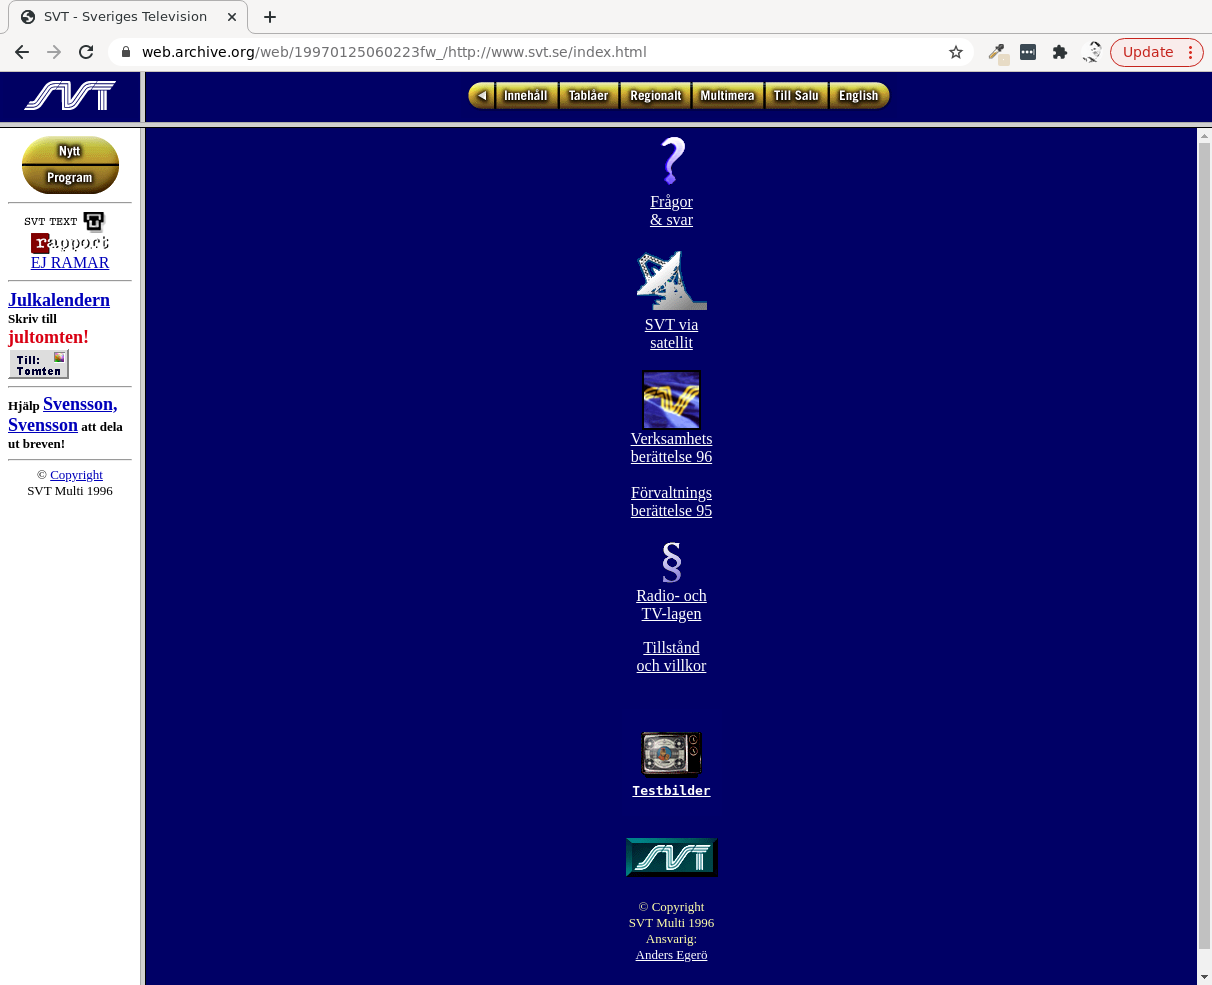 SVT - Sveriges Television
web.archive.org/web/19970125060223fw_/http://www.svt.se/index.html
Update
SVT
Innehåll
Tablåer
Regionalt
Multimera
Till Salu
English
Nytt
Program
SVT TEXT
rapport
EJ RAMAR
Julkalendern
Skriv till
jultomten!
Till:
Tomten
Hjälp Svensson,
Svensson att dela
ut breven!
© Copyright
SVT Multi 1996
?
Frågor
& svar
SVT via
satellit
Verksamhets
berättelse 96
Förvaltnings
berättelse 95
§
Radio- och
TV-lagen
Tillstånd
och villkor
Testbilder
SVT
© Copyright
SVT Multi 1996
Ansvarig:
Anders Egerö